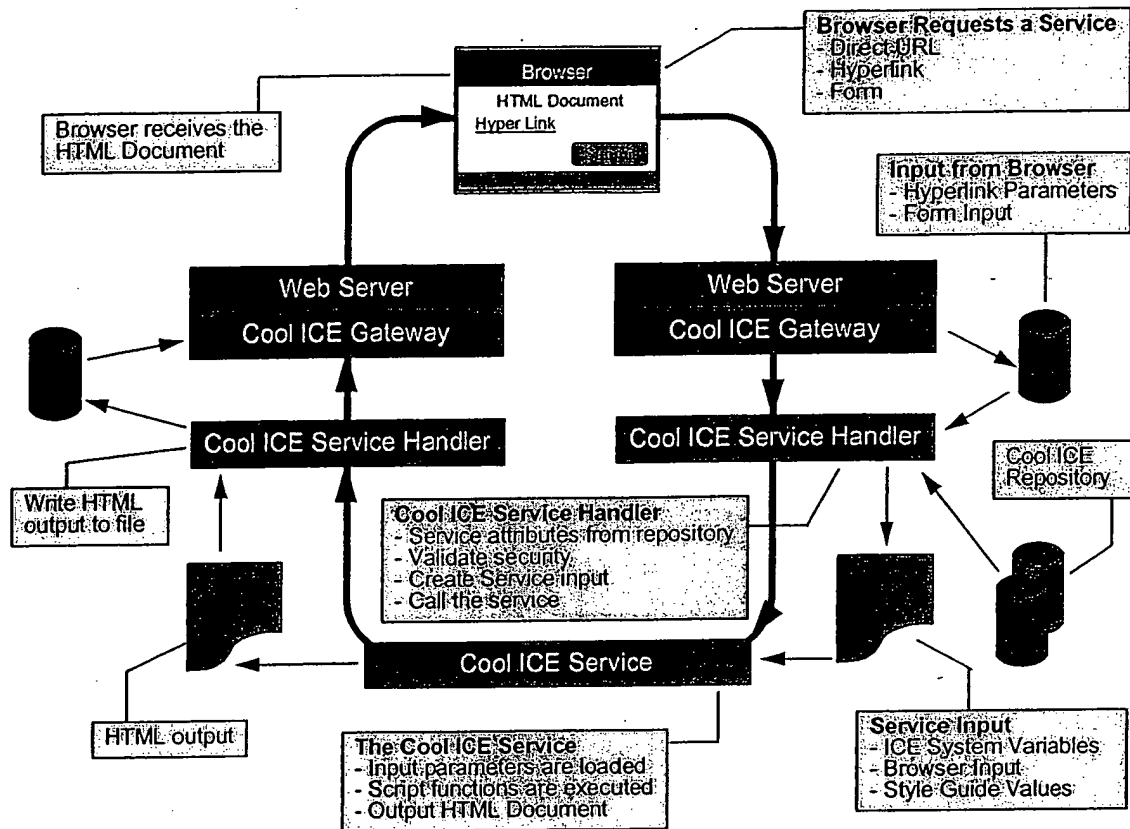 Browser Requests a Service
- Direct URL
- Hyperlink
- Form
Browser
HTML Document
Hyper Link
Browser receives the
HTML Document
Input from Browser
- Hyperlink Parameters
- Form Input
Web Server
Cool ICE Gateway
Web Server
Cool ICE Gateway
Cool ICE Service Handler
Cool ICE Service Handler
Cool ICE
Repository
Write HTML
output to file
Cool ICE Service Handler
- Service attributes from repository
- Validate security
- Create Service input
- Call the service
Cool ICE Service
HTML output
The Cool ICE Service
- Input parameters are loaded
- Script functions are executed
- Output HTML Document
Service Input
- ICE System Variables
- Browser Input
- Style Guide Values